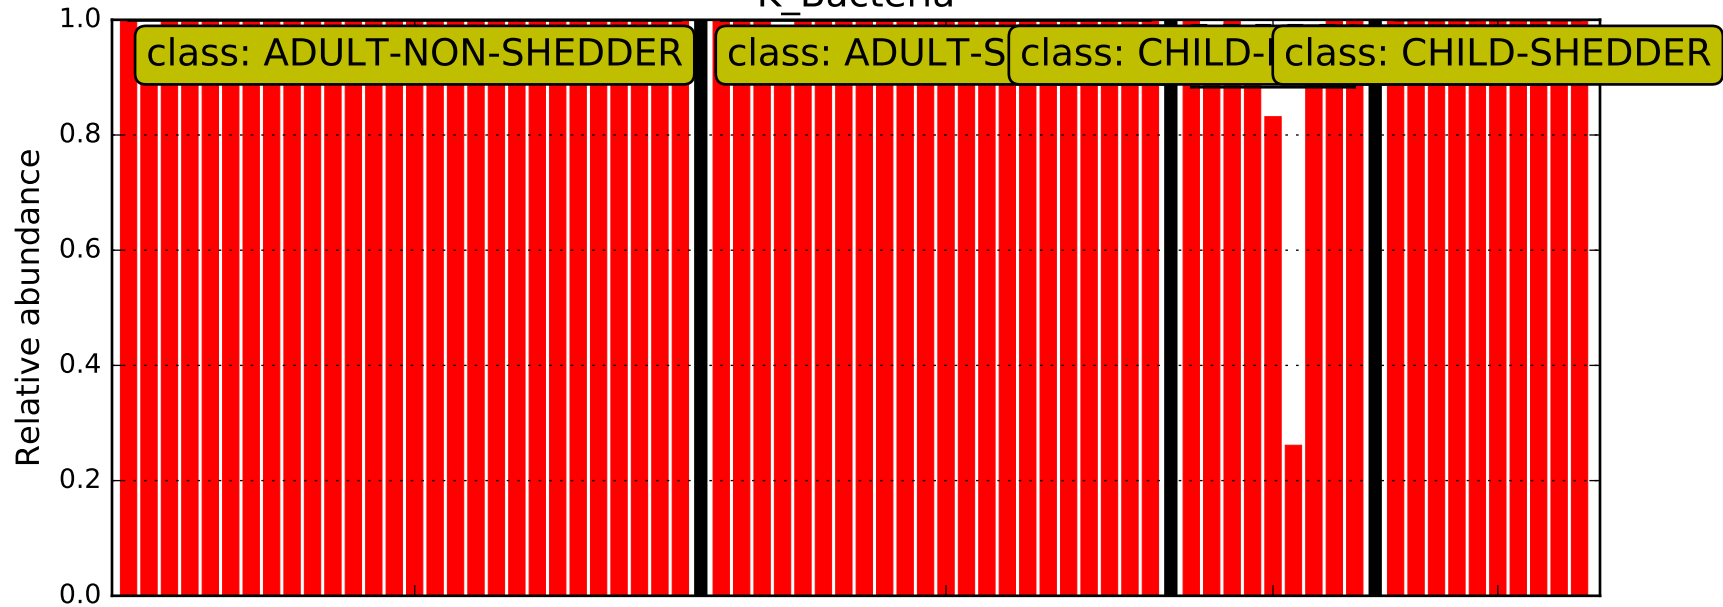 K_Bacteria
1.0
class: ADULT-NON-SHEDDER
class: ADULT-S
class: CHILD-
class: CHILD-SHEDDER
0.8
0.6
0.4
0.2
0.0
Relative abundance